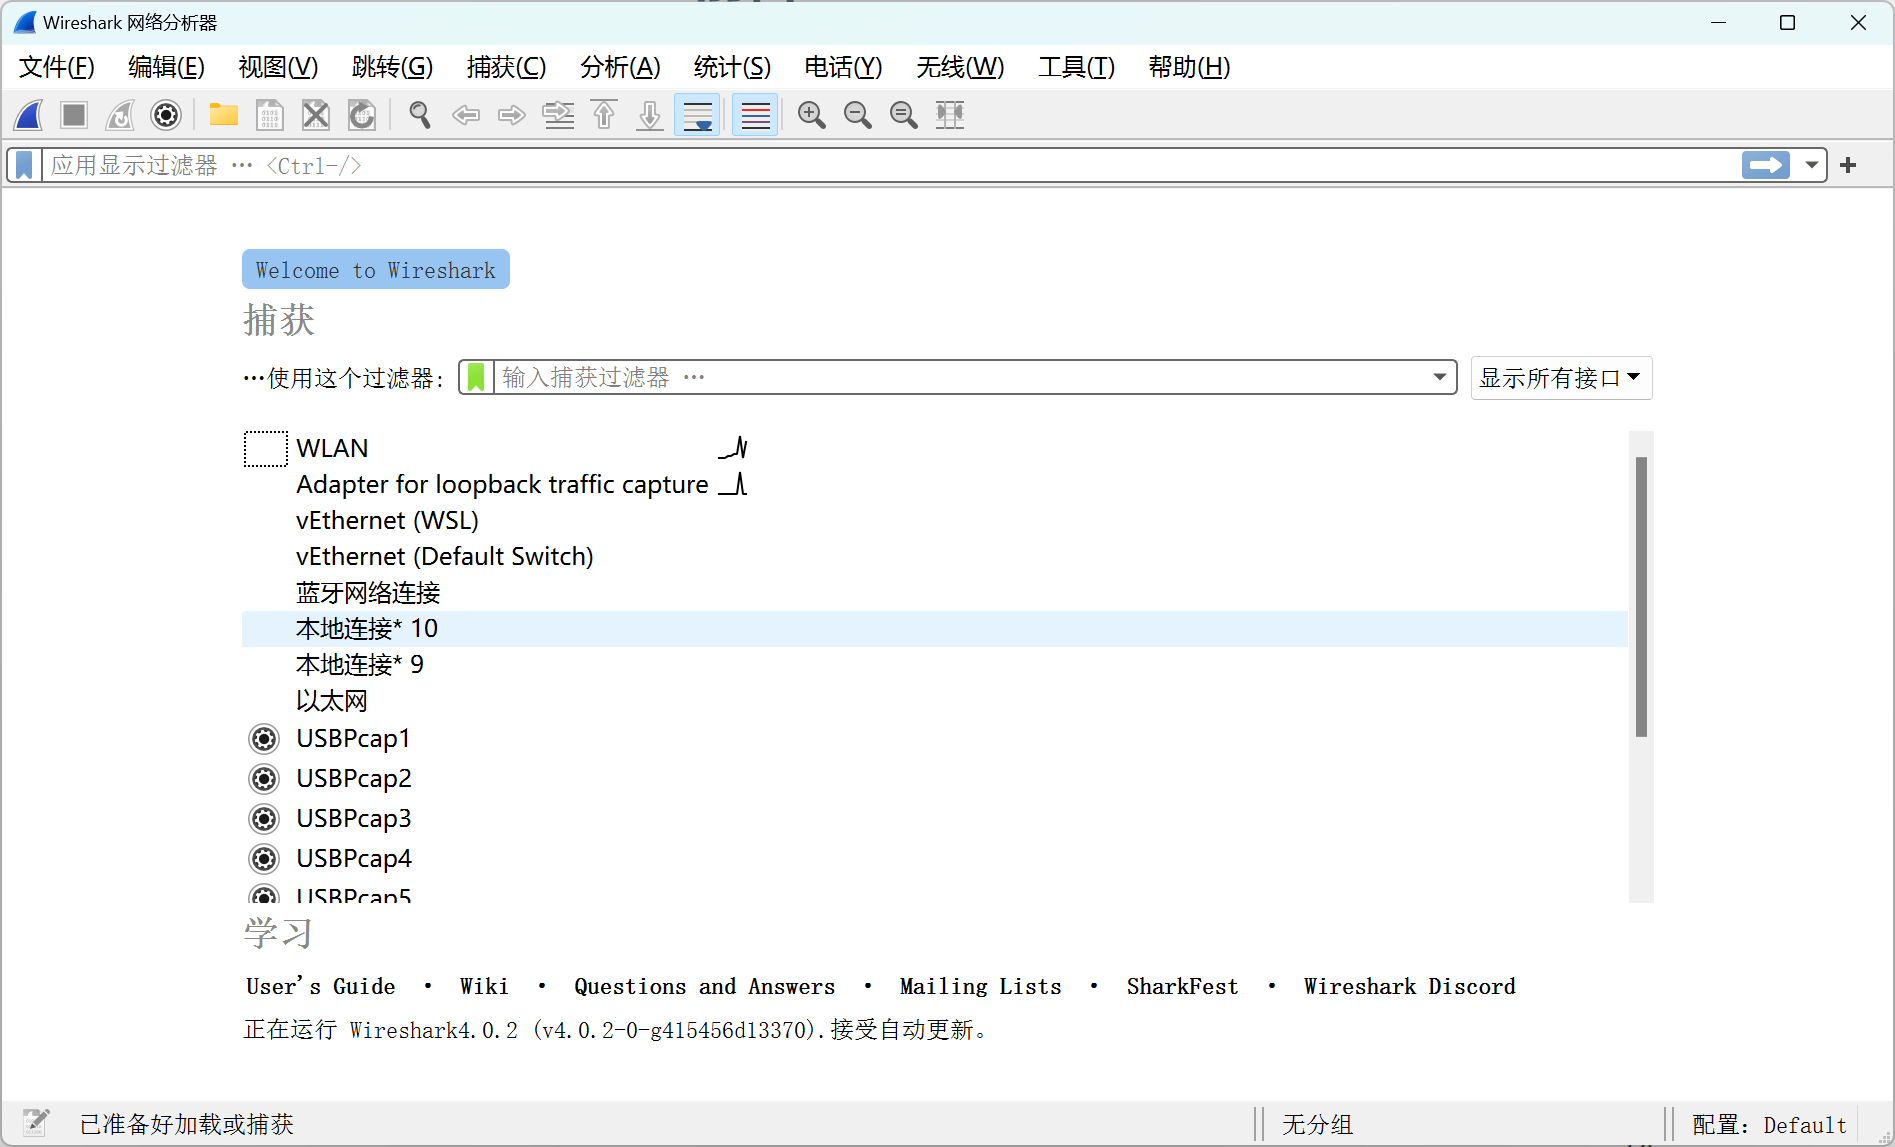 Wireshark 网络分析器
文件(F) 编辑(E) 视图(V) 跳转(G) 捕获(C) 分析(A) 统计(S) 电话(Y) 无线(W) 工具(T) 帮助(H)
应用显示过滤器 … <Ctrl-/>
Welcome to Wireshark
捕获
…使用这个过滤器： 输入捕获过滤器 … 显示所有接口
WLAN
Adapter for loopback traffic capture
vEthernet (WSL)
vEthernet (Default Switch)
蓝牙网络连接
本地连接* 10
本地连接* 9
以太网
USBPcap1
USBPcap2
USBPcap3
USBPcap4
USBPcap5
学习
User's Guide · Wiki · Questions and Answers · Mailing Lists · SharkFest · Wireshark Discord
正在运行 Wireshark4.0.2 (v4.0.2-0-g415456d13370).接受自动更新。
已准备好加载或捕获 无分组 配置：Default